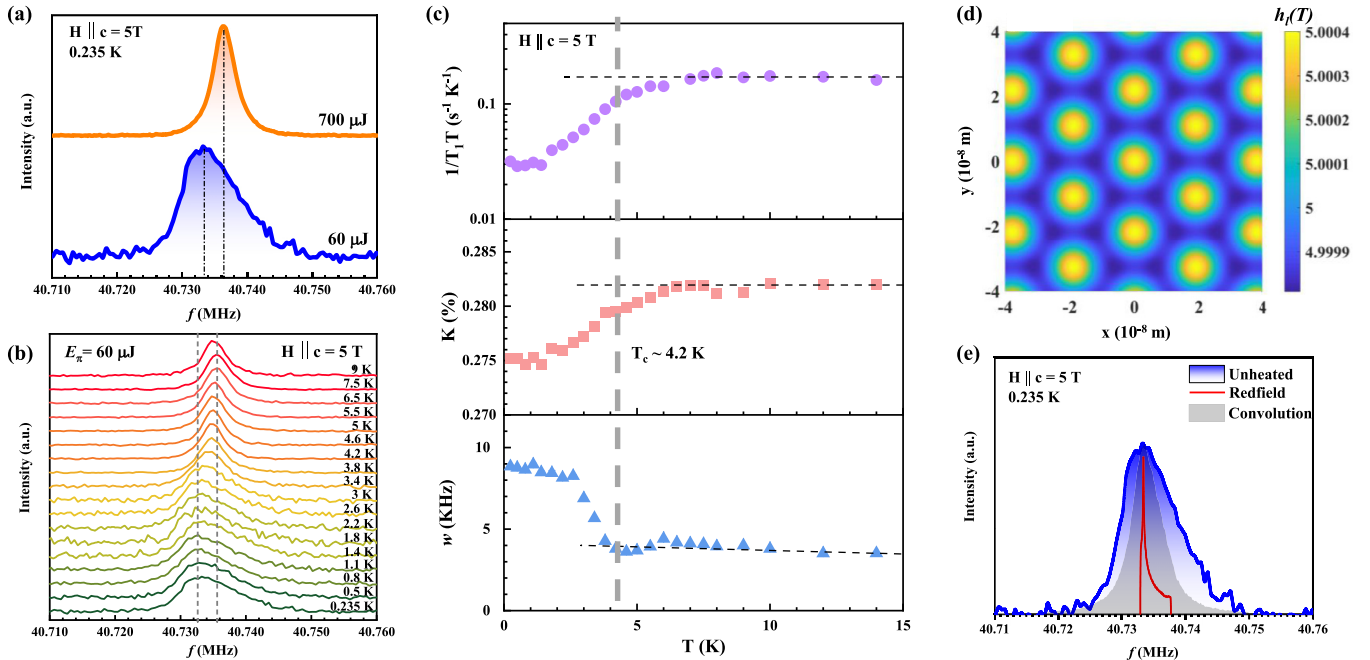 (a)
H || c = 5T
0.235 K
700 μJ
60 μJ
Intensity (a.u.)
40.710 40.720 40.730 40.740 40.750 40.760
f (MHz)
(b)
Eπ= 60 μJ
H || c = 5 T
9 K
7.5 K
6.5 K
5.5 K
5 K
4.6 K
4.2 K
3.8 K
3.4 K
3 K
2.6 K
2.2 K
1.8 K
1.4 K
1.1 K
0.8 K
0.5 K
0.235 K
Intensity (a.u.)
40.710 40.720 40.730 40.740 40.750 40.760
f (MHz)
(c)
H || c = 5 T
1/T₁T (s⁻¹ K⁻¹)
0.1
0.01
K (%)
0.285
0.280
0.275
0.270
Tc ~ 4.2 K
w (KHz)
10
5
0
0 5 10 15
T (K)
(d)
hl(T)
4
2
0
-2
-4
y (10⁻⁸ m)
-4 -2 0 2 4
x (10⁻⁸ m)
5.0004
5.0003
5.0002
5.0001
5
4.9999
(e)
H || c = 5 T
0.235 K
Unheated
Redfield
Convolution
Intensity (a.u.)
40.71 40.72 40.73 40.74 40.75 40.76
f (MHz)